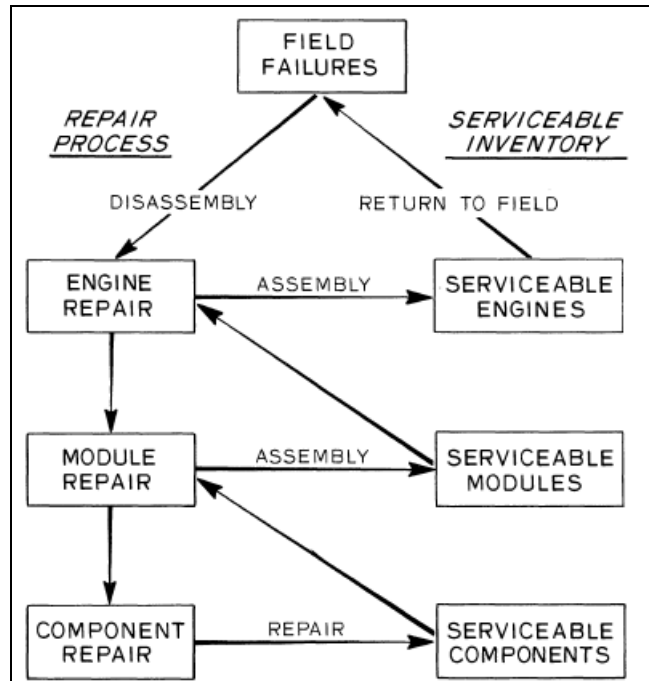 FIELD
FAILURES
REPAIR
PROCESS
SERVICEABLE
INVENTORY
DISASSEMBLY
RETURN TO FIELD
ENGINE
REPAIR
ASSEMBLY
SERVICEABLE
ENGINES
MODULE
REPAIR
ASSEMBLY
SERVICEABLE
MODULES
COMPONENT
REPAIR
REPAIR
SERVICEABLE
COMPONENTS